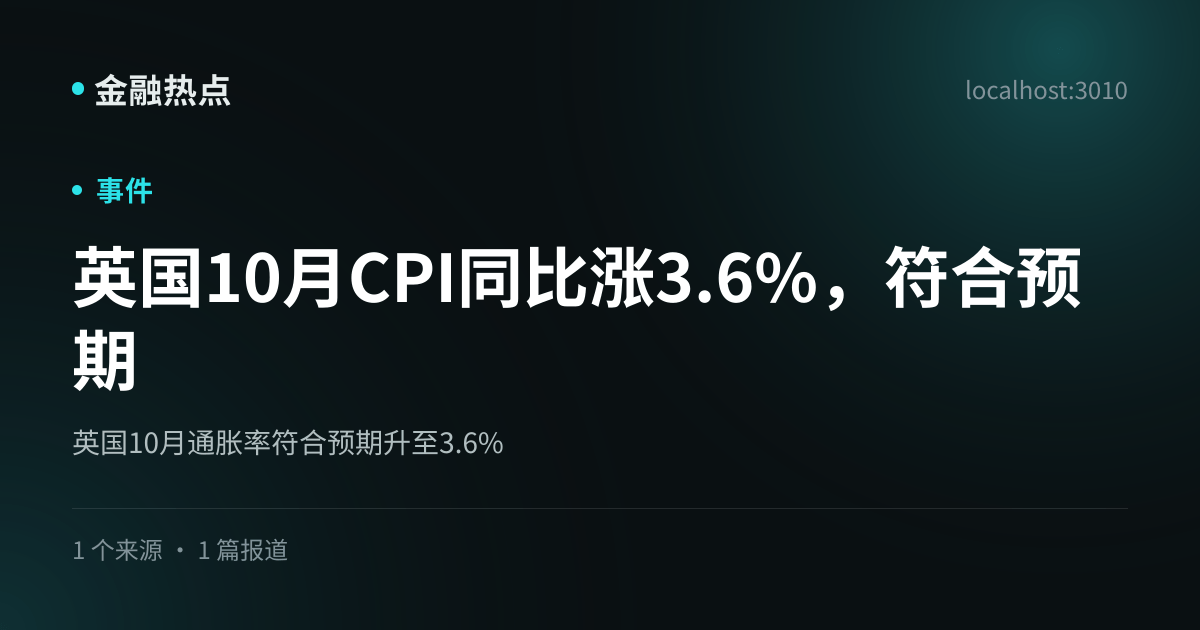 金融热点
localhost:3010
事件
英国10月CPI同比涨3.6%，符合预
期
英国10月通胀率符合预期升至3.6%
1 个来源 · 1 篇报道